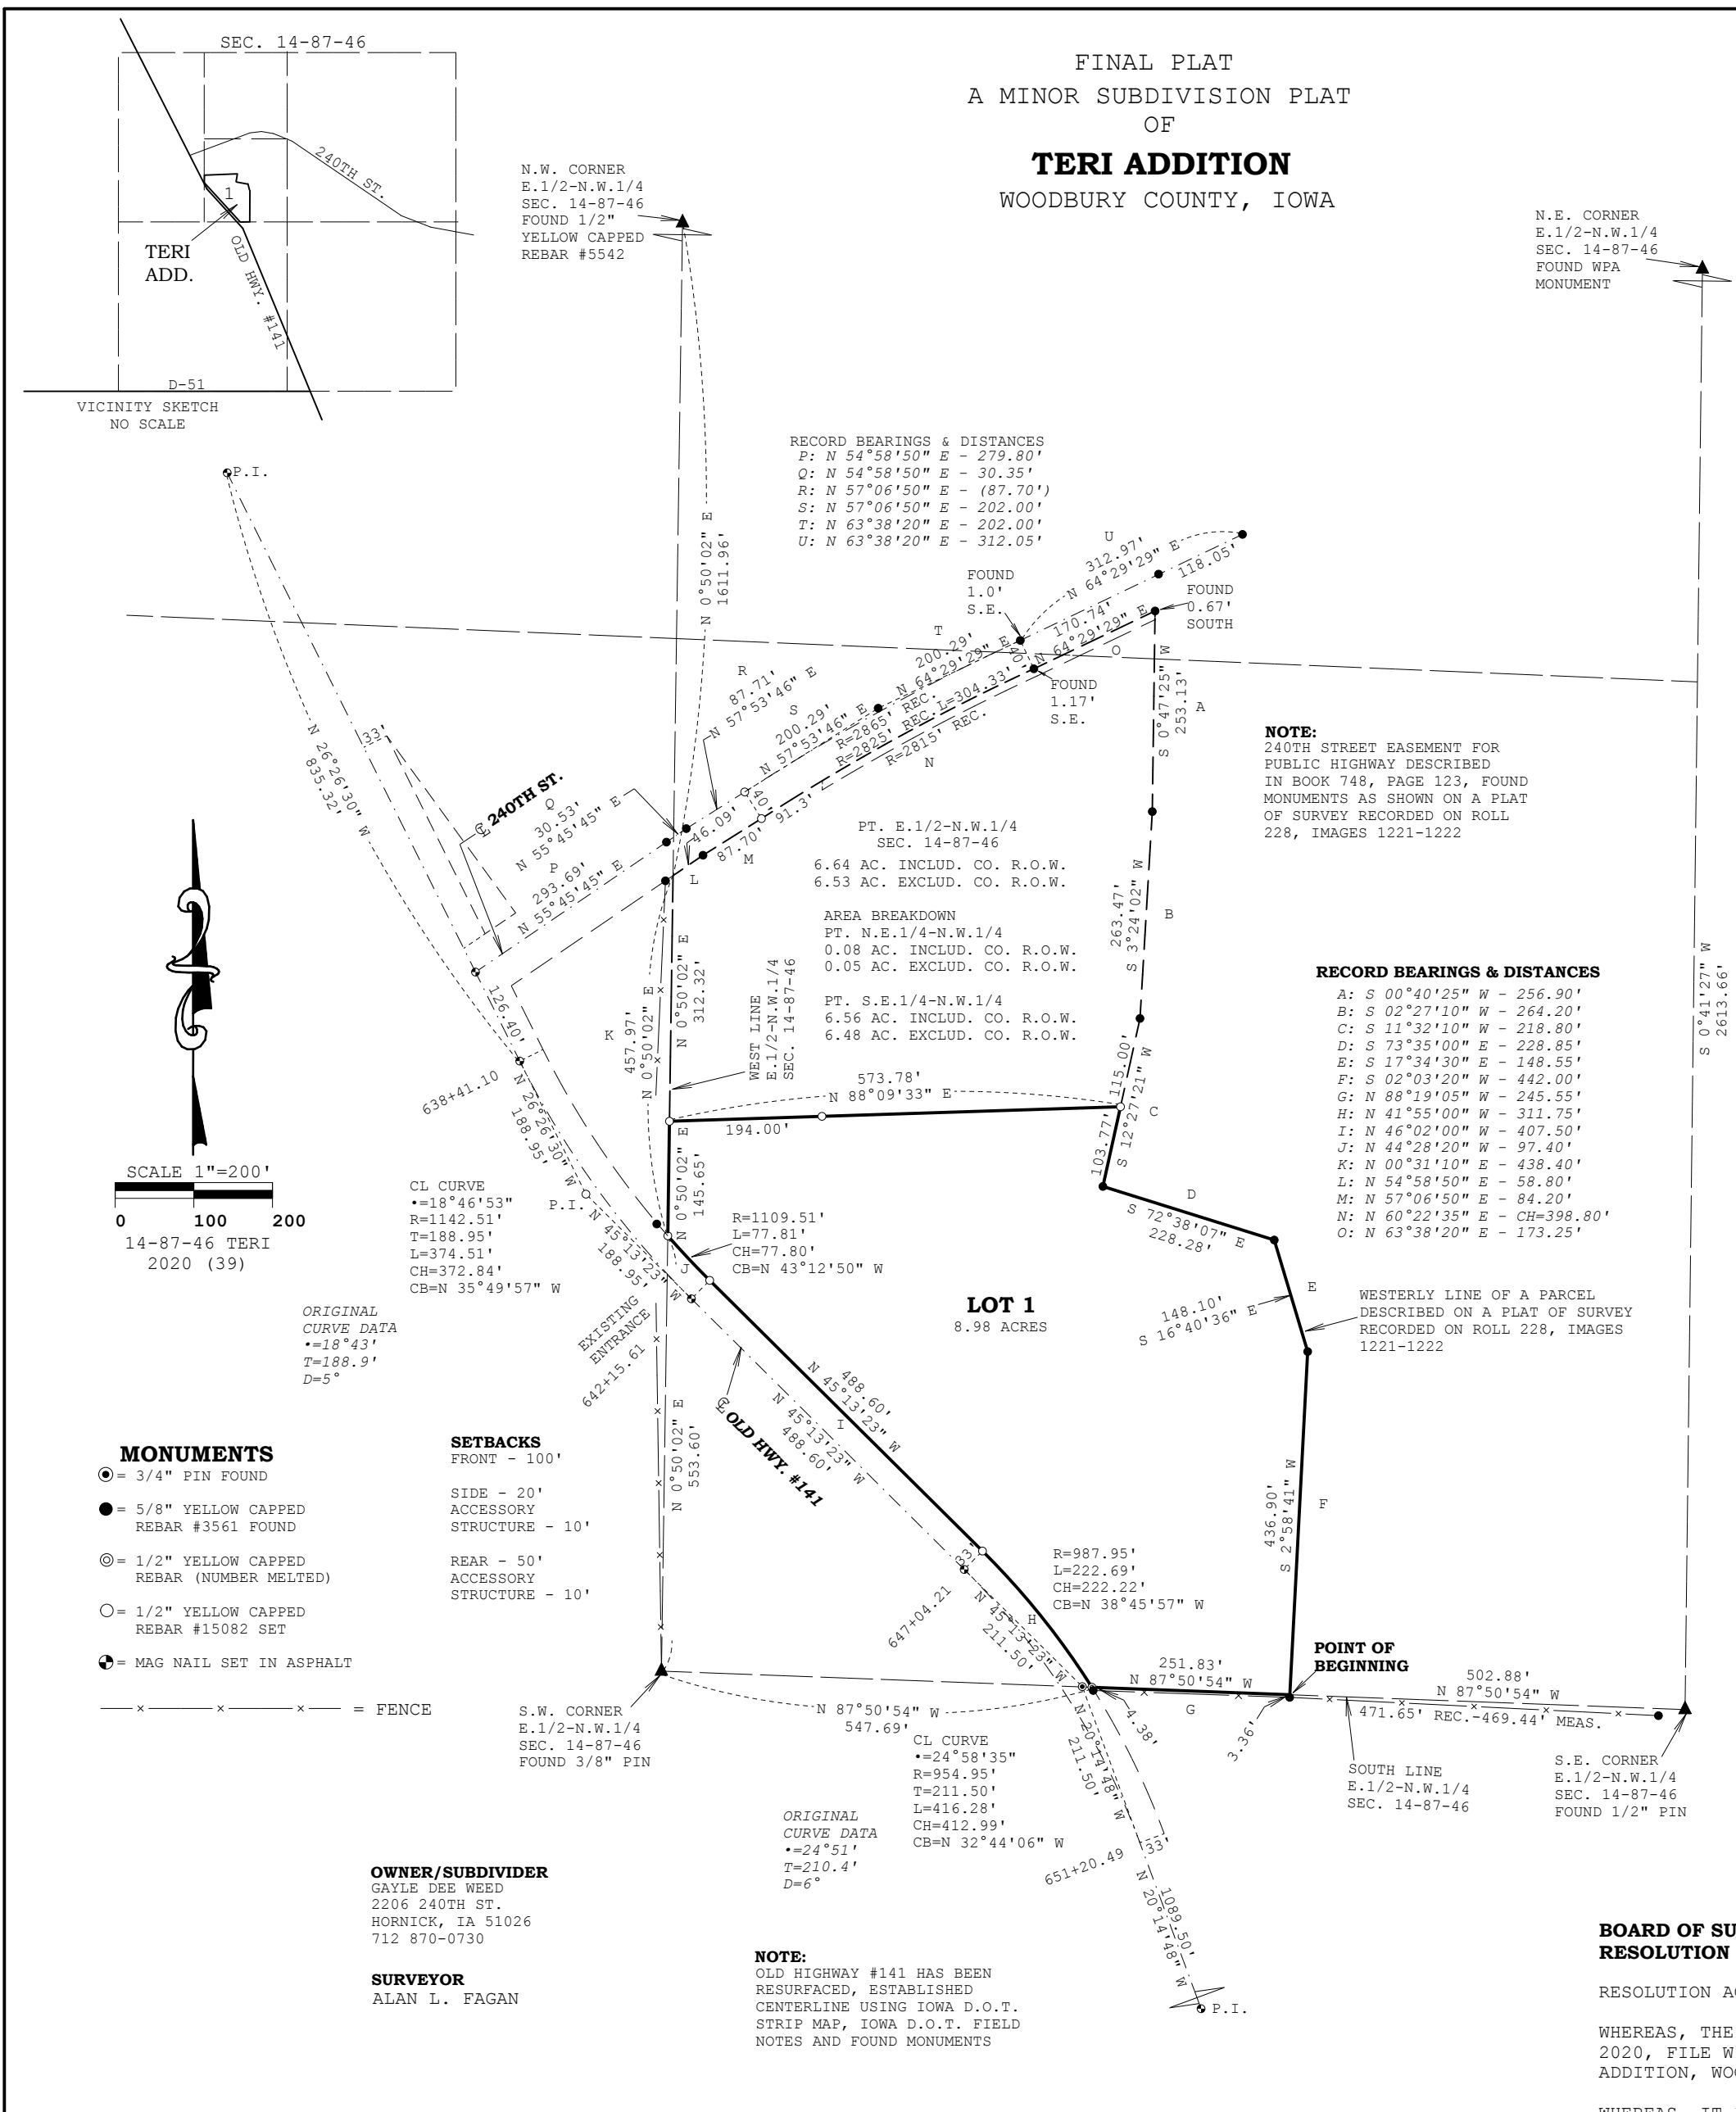 SEC. 14-87-46
240TH ST.
1
TERI
ADD.
OLD HWY. #141
D-51
VICINITY SKETCH
NO SCALE
FINAL PLAT
A MINOR SUBDIVISION PLAT
OF
TERI ADDITION
WOODBURY COUNTY, IOWA
N.W. CORNER
E.1/2-N.W.1/4
SEC. 14-87-46
FOUND 1/2"
YELLOW CAPPED
REBAR #5542
N.E. CORNER
E.1/2-N.W.1/4
SEC. 14-87-46
FOUND WPA
MONUMENT
P.I.
RECORD BEARINGS & DISTANCES
P: N 54°58'50" E - 279.80'
Q: N 54°58'50" E - 30.35'
R: N 57°06'50" E - (87.70')
S: N 57°06'50" E - 202.00'
T: N 63°38'20" E - 202.00'
U: N 63°38'20" E - 312.05'
N 0°50'02" E
1611.96'
U
312.97'
N 64°29'29" E
118.05'
FOUND
1.0'
S.E.
FOUND
0.67'
SOUTH
170.74'
N 64°29'29" E
O
T
200.29'
N 64°29'29" E
40'
FOUND
1.17'
S.E.
R
87.71'
N 57°53'46" E
S
200.29'
N 57°53'46" E
R=2865' REC.
R=2825' REC.
L=304.33'
R=2815' REC.
N
S 0°47'25" W
253.13'
A
NOTE:
240TH STREET EASEMENT FOR
PUBLIC HIGHWAY DESCRIBED
IN BOOK 748, PAGE 123, FOUND
MONUMENTS AS SHOWN ON A PLAT
OF SURVEY RECORDED ON ROLL
228, IMAGES 1221-1222
N 26°26'30" W
835.32'
33'
℄ 240TH ST.
Q
30.53'
N 55°45'45" E
P
293.69'
N 55°45'45" E
46.09'
40'
91.3'
87.70'
M
L
PT. E.1/2-N.W.1/4
SEC. 14-87-46
6.64 AC. INCLUD. CO. R.O.W.
6.53 AC. EXCLUD. CO. R.O.W.
AREA BREAKDOWN
PT. N.E.1/4-N.W.1/4
0.08 AC. INCLUD. CO. R.O.W.
0.05 AC. EXCLUD. CO. R.O.W.
PT. S.E.1/4-N.W.1/4
6.56 AC. INCLUD. CO. R.O.W.
6.48 AC. EXCLUD. CO. R.O.W.
263.47'
S 3°24'02" W
B
RECORD BEARINGS & DISTANCES
A: S 00°40'25" W - 256.90'
B: S 02°27'10" W - 264.20'
C: S 11°32'10" W - 218.80'
D: S 73°35'00" E - 228.85'
E: S 17°34'30" E - 148.55'
F: S 02°03'20" W - 442.00'
G: N 88°19'05" W - 245.55'
H: N 41°55'00" W - 311.75'
I: N 46°02'00" W - 407.50'
J: N 44°28'20" W - 97.40'
K: N 00°31'10" E - 438.40'
L: N 54°58'50" E - 58.80'
M: N 57°06'50" E - 84.20'
N: N 60°22'35" E - CH=398.80'
O: N 63°38'20" E - 173.25'
S 0°41'27" W
2613.66'
126.40'
638+41.10
K
457.97'
N 0°50'02" E
N 0°50'02" E
312.32'
WEST LINE
E.1/2-N.W.1/4
SEC. 14-87-46
573.78'
N 88°09'33" E
194.00'
115.00'
103.77'
S 12°27'21" W
C
N 26°26'30" W
188.95'
P.I.
SCALE 1"=200'
0 100 200
14-87-46 TERI
2020 (39)
CL CURVE
•=18°46'53"
R=1142.51'
T=188.95'
L=374.51'
CH=372.84'
CB=N 35°49'57" W
N 0°50'02" E
145.65'
R=1109.51'
L=77.81'
CH=77.80'
CB=N 43°12'50" W
J
N 45°13'23" W
188.95'
D
S 72°38'07" E
228.28'
ORIGINAL
CURVE DATA
•=18°43'
T=188.9'
D=5°
EXISTING
ENTRANCE
642+15.61
LOT 1
8.98 ACRES
E
148.10'
S 16°40'36" E
WESTERLY LINE OF A PARCEL
DESCRIBED ON A PLAT OF SURVEY
RECORDED ON ROLL 228, IMAGES
1221-1222
488.60'
N 45°13'23" W
I
N 45°13'23" W
488.60'
℄ OLD HWY. #141
N 0°50'02" E
553.60'
MONUMENTS
= 3/4" PIN FOUND
= 5/8" YELLOW CAPPED
REBAR #3561 FOUND
= 1/2" YELLOW CAPPED
REBAR (NUMBER MELTED)
= 1/2" YELLOW CAPPED
REBAR #15082 SET
= MAG NAIL SET IN ASPHALT
= FENCE
SETBACKS
FRONT - 100'
SIDE - 20'
ACCESSORY
STRUCTURE - 10'
REAR - 50'
ACCESSORY
STRUCTURE - 10'
436.90'
S 2°58'41" W
F
33'
R=987.95'
L=222.69'
CH=222.22'
CB=N 38°45'57" W
647+04.21
H
N 45°13'23" W
211.50'
POINT OF
BEGINNING
251.83'
N 87°50'54" W
G
502.88'
N 87°50'54" W
471.65' REC.-469.44' MEAS.
4.38'
3.36'
S.W. CORNER
E.1/2-N.W.1/4
SEC. 14-87-46
FOUND 3/8" PIN
N 87°50'54" W
547.69'
CL CURVE
•=24°58'35"
R=954.95'
T=211.50'
L=416.28'
CH=412.99'
CB=N 32°44'06" W
N 20°14'48" W
211.50'
SOUTH LINE
E.1/2-N.W.1/4
SEC. 14-87-46
S.E. CORNER
E.1/2-N.W.1/4
SEC. 14-87-46
FOUND 1/2" PIN
ORIGINAL
CURVE DATA
•=24°51'
T=210.4'
D=6°
651+20.49
33'
1089.50'
N 20°14'48" W
P.I.
OWNER/SUBDIVIDER
GAYLE DEE WEED
2206 240TH ST.
HORNICK, IA 51026
712 870-0730
SURVEYOR
ALAN L. FAGAN
NOTE:
OLD HIGHWAY #141 HAS BEEN
RESURFACED, ESTABLISHED
CENTERLINE USING IOWA D.O.T.
STRIP MAP, IOWA D.O.T. FIELD
NOTES AND FOUND MONUMENTS
BOARD OF SU
RESOLUTION
RESOLUTION A
WHEREAS, THE
2020, FILE W
ADDITION, WO